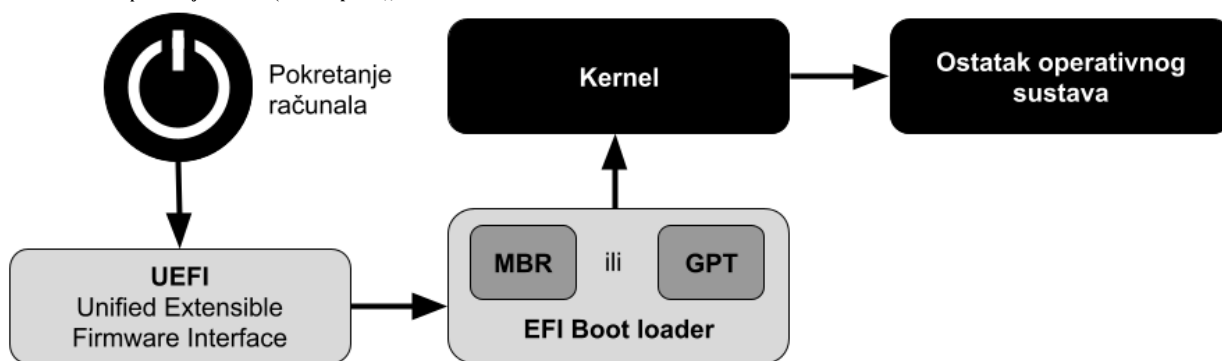 Pokretanje
računala
UEFI
Unified Extensible
Firmware Interface
MBR ili GPT
EFI Boot loader
Kernel
Ostatak operativnog
sustava